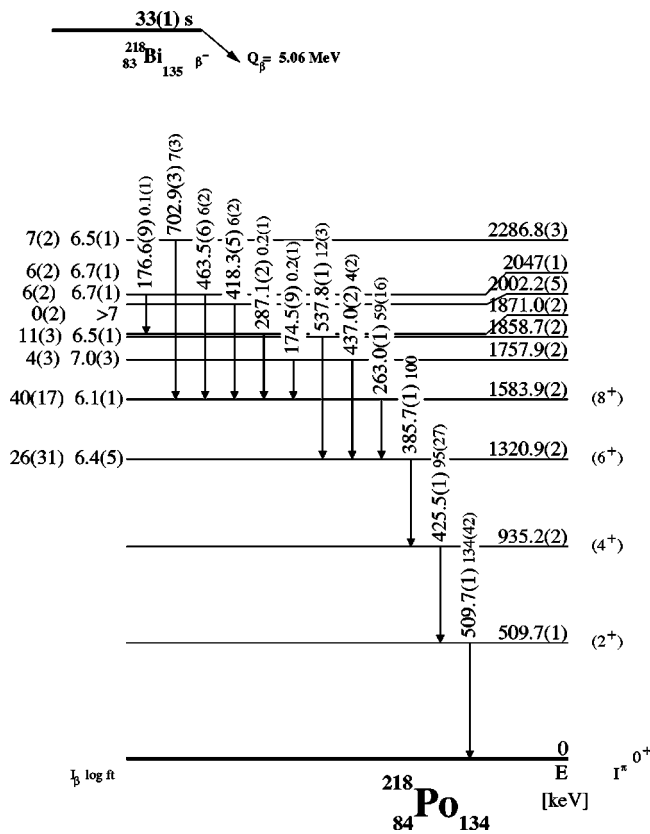 33(1) s
218
83 Bi 135 β⁻ Qβ = 5.06 MeV
176.6(9) 0.1(1)
702.9(3) 7(3)
463.5(6) 6(2)
418.3(5) 6(2)
287.1(2) 0.2(1)
174.5(9) 0.2(1)
537.8(1) 12(3)
437.0(2) 4(2)
263.0(1) 59(16)
385.7(1) 100
425.5(1) 95(27)
509.7(1) 134(42)
7(2) 6.5(1) 2286.8(3)
6(2) 6.7(1) 2047(1)
6(2) 6.7(1) 2002.2(5)
0(2) >7 1871.0(2)
11(3) 6.5(1) 1858.7(2)
4(3) 7.0(3) 1757.9(2)
40(17) 6.1(1) 1583.9(2) (8⁺)
26(31) 6.4(5) 1320.9(2) (6⁺)
935.2(2) (4⁺)
509.7(1) (2⁺)
0 0⁺
Iβ log ft E Iπ
[keV]
218
84 Po 134